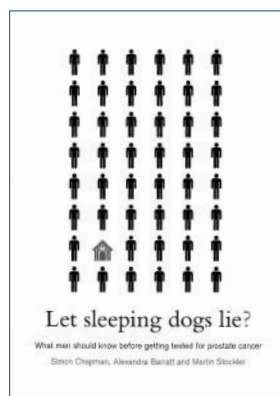 Let sleeping dogs lie?
What men should know before getting tested for prostate cancer
Simon Chapman, Alexandra Barratt and Martin Stockler